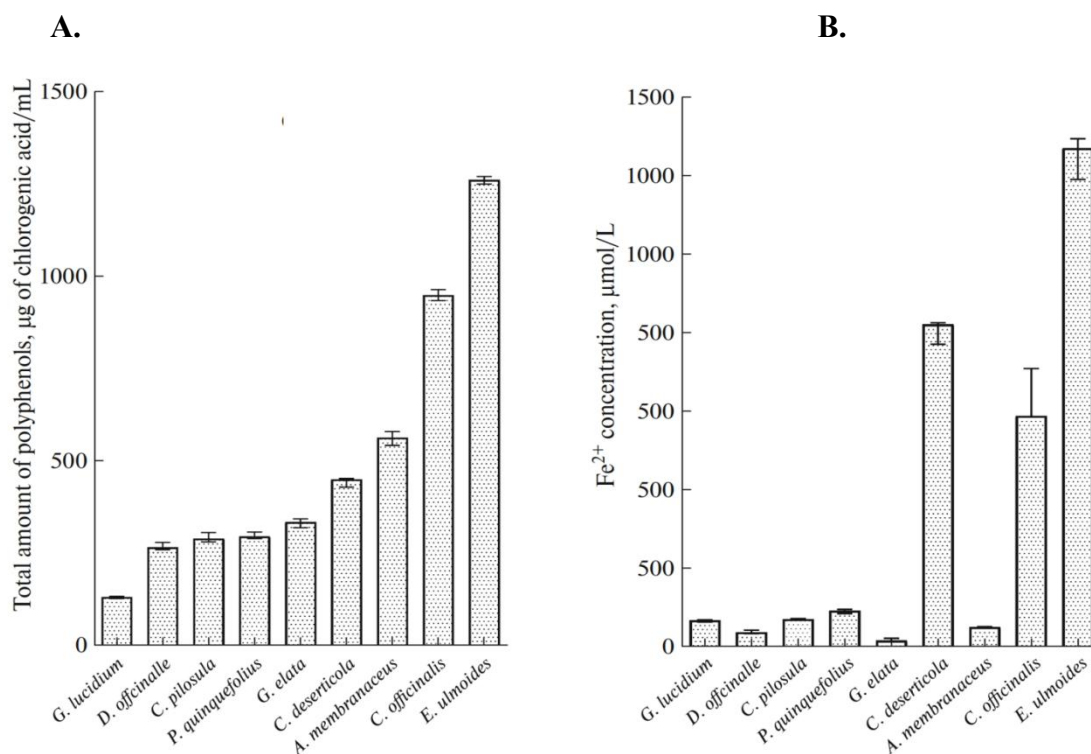 A.
B.
Total amount of polyphenols, µg of chlorogenic acid/mL
1500
1000
500
0
G. lucidium
D. offcinalle
C. pilosula
P. quinquefolius
G. elata
C. deserticola
A. membranaceus
C. officinalis
E. ulmoides
Fe²⁺ concentration, µmol/L
1500
1000
1000
500
500
500
500
0
G. lucidium
D. offcinalle
C. pilosula
P. quinquefolius
G. elata
C. deserticola
A. membranaceus
C. officinalis
E. ulmoides